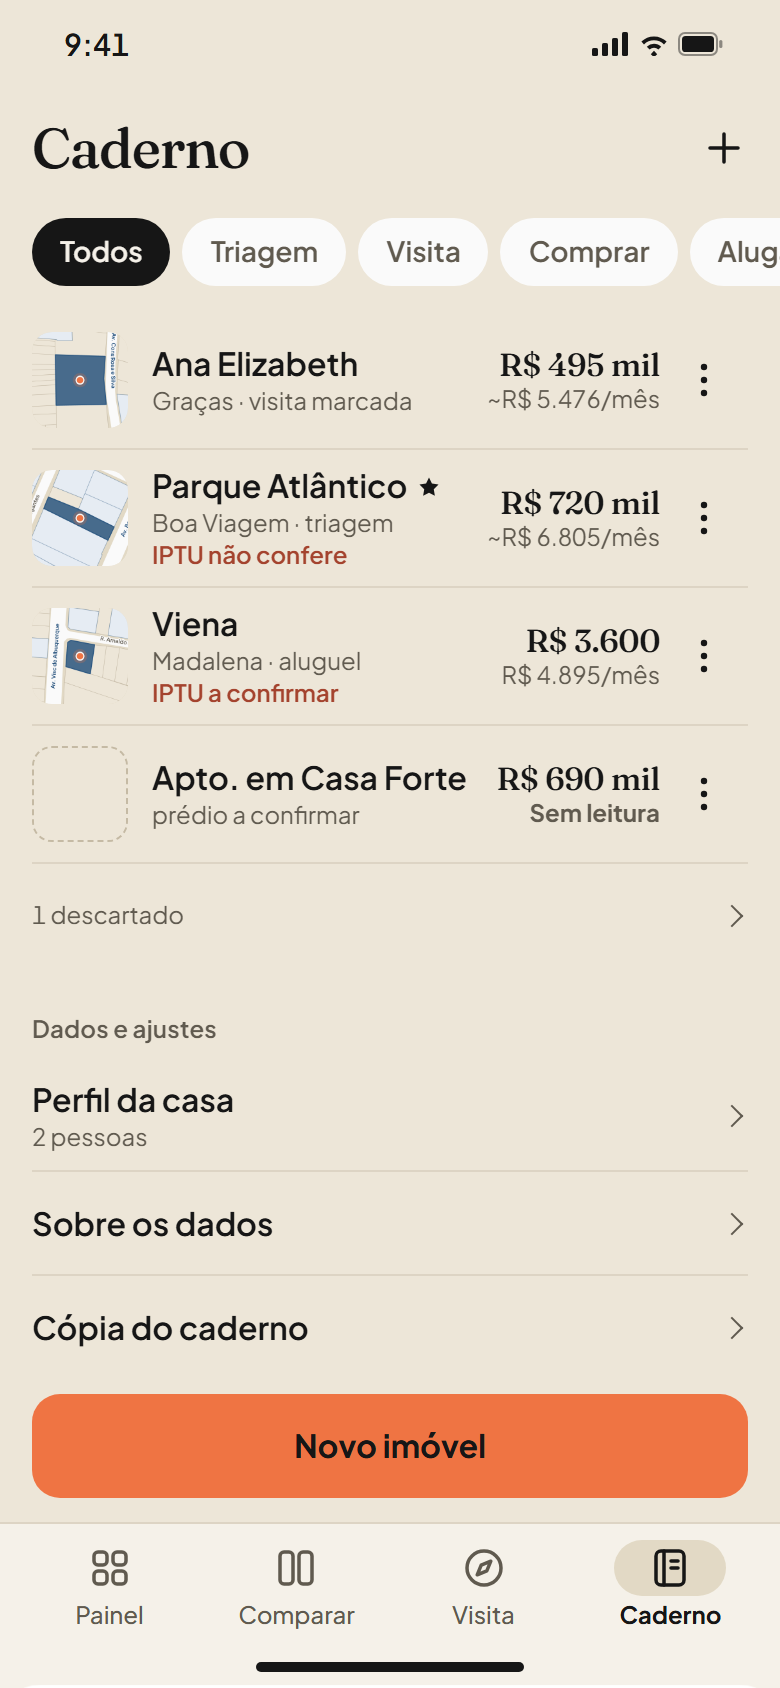 9:41
Caderno
Todos
Triagem
Visita
Comprar
Alug
Ana Elizabeth
Graças · visita marcada
R$ 495 mil
~R$ 5.476/mês
Parque Atlântico ★
Boa Viagem · triagem
IPTU não confere
R$ 720 mil
~R$ 6.805/mês
Viena
Madalena · aluguel
IPTU a confirmar
R$ 3.600
R$ 4.895/mês
Apto. em Casa Forte
prédio a confirmar
R$ 690 mil
Sem leitura
1 descartado
Dados e ajustes
Perfil da casa
2 pessoas
Sobre os dados
Cópia do caderno
Novo imóvel
Painel
Comparar
Visita
Caderno